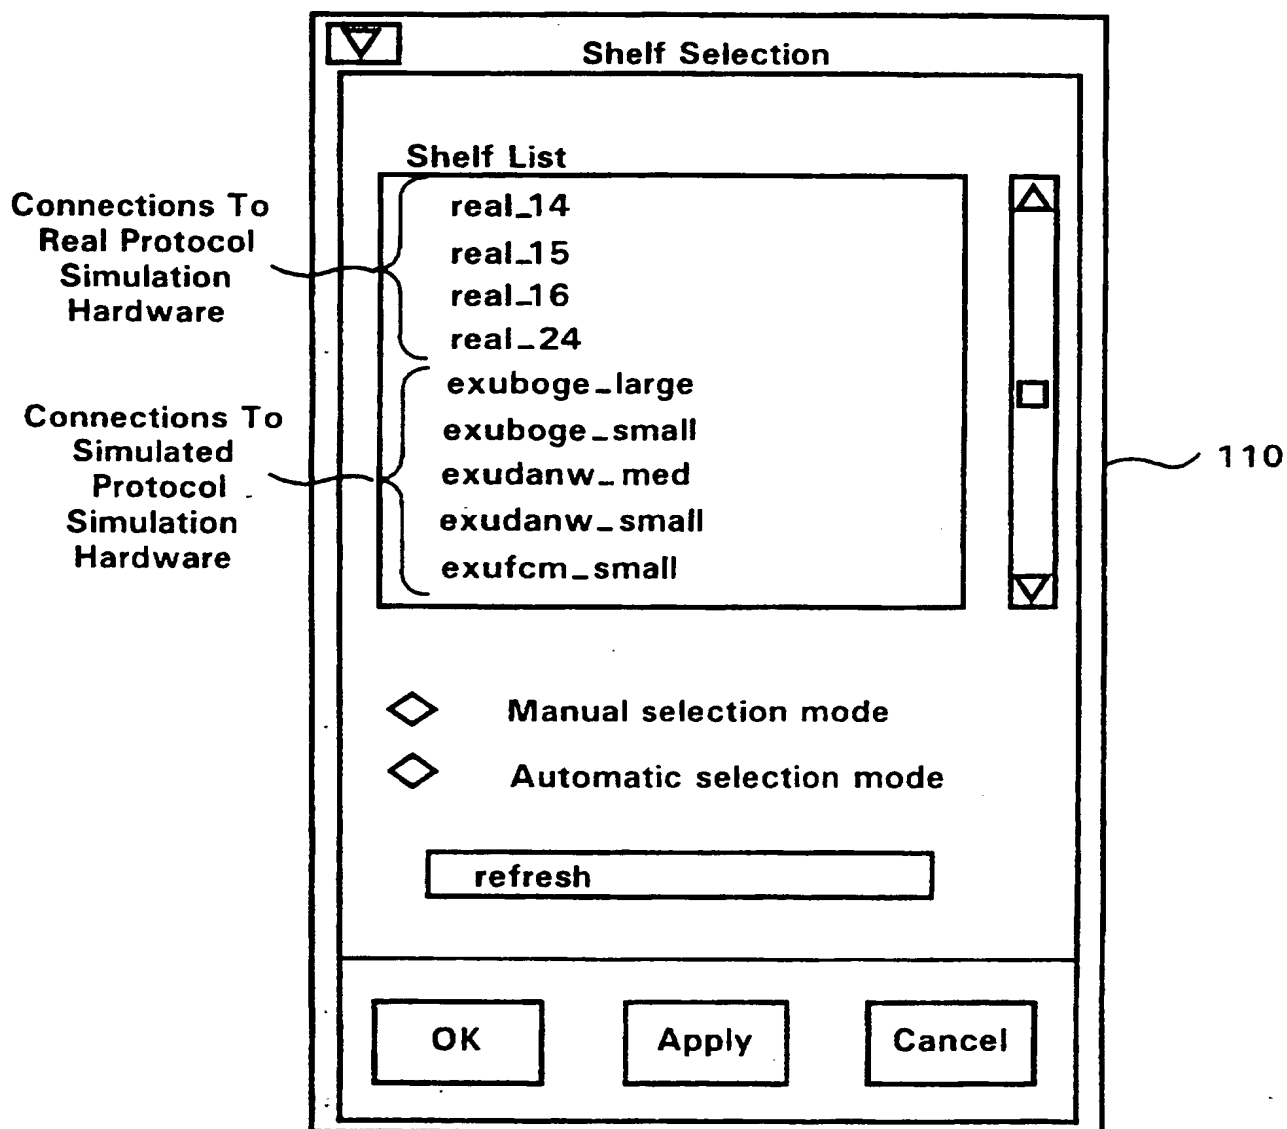 Shelf Selection
Shelf List
Connections To
Real Protocol
Simulation
Hardware
real_14
real_15
real_16
real_24
Connections To
Simulated
Protocol
Simulation
Hardware
exuboge_large
exuboge_small
exudanw_med
exudanw_small
exufcm_small
110
Manual selection mode
Automatic selection mode
refresh
OK
Apply
Cancel